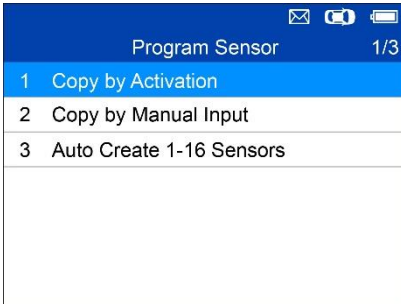 Program Sensor 1/3
1 Copy by Activation
2 Copy by Manual Input
3 Auto Create 1-16 Sensors